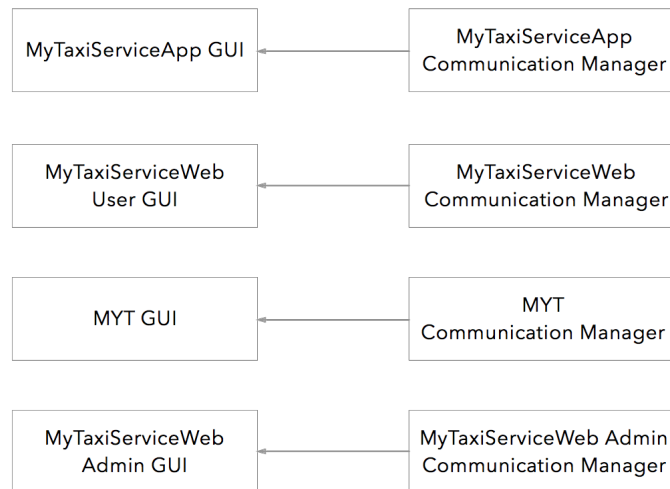 MyTaxiServiceApp GUI
MyTaxiServiceApp
Communication Manager
MyTaxiServiceWeb
User GUI
MyTaxiServiceWeb
Communication Manager
MYT GUI
MYT
Communication Manager
MyTaxiServiceWeb
Admin GUI
MyTaxiServiceWeb Admin
Communication Manager